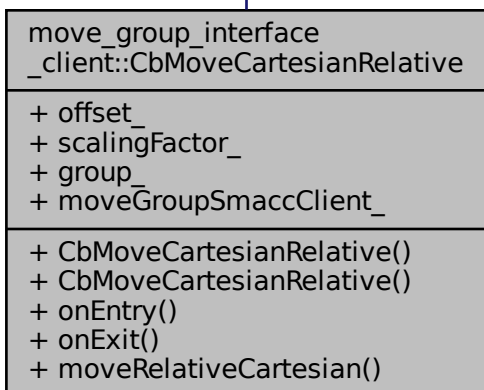 move_group_interface
_client::CbMoveCartesianRelative
+ offset_
+ scalingFactor_
+ group_
+ moveGroupSmaccClient_
+ CbMoveCartesianRelative()
+ CbMoveCartesianRelative()
+ onEntry()
+ onExit()
+ moveRelativeCartesian()